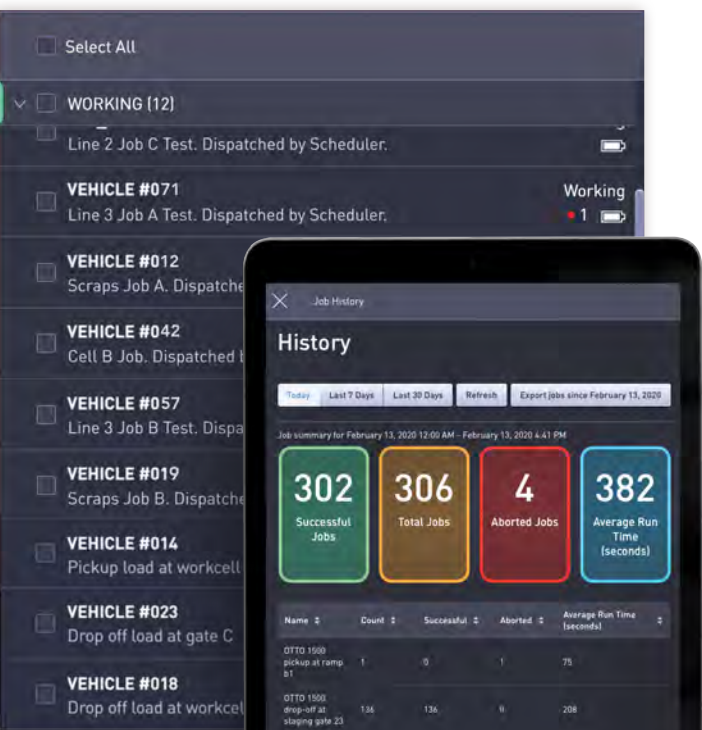 Select All
WORKING (12)
Line 2 Job C Test. Dispatched by Scheduler.
VEHICLE #071
Working
Line 3 Job A Test. Dispatched by Scheduler.
1
VEHICLE #012
Scraps Job A. Dispatche
VEHICLE #042
Cell B Job. Dispatched
VEHICLE #057
Line 3 Job B Test. Dispa
VEHICLE #019
Scraps Job B. Dispatche
VEHICLE #014
Pickup load at workcell
VEHICLE #023
Drop off load at gate C
VEHICLE #018
Drop off load at workcel
Job History
History
Today
Last 7 Days
Last 30 Days
Refresh
Export jobs since February 13, 2020
Job summary for February 13, 2020 12:00 AM - February 13, 2020 4:41 PM
302
Successful
Jobs
306
Total Jobs
4
Aborted Jobs
382
Average Run
Time
(seconds)
Name
Count
Successful
Aborted
Average Run Time
(seconds)
OTTO 1500
pickup at ramp
b1
1
0
1
75
OTTO 1500
drop-off at
staging gate 23
136
136
0
208